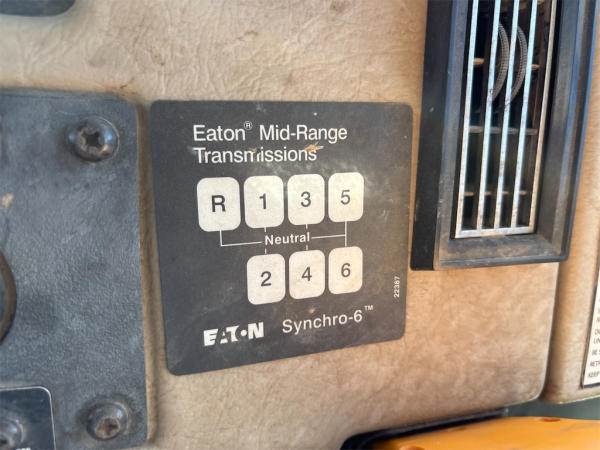 Eaton® Mid-Range
Transmissions
R 1 3 5
Neutral
2 4 6
22387
EATON Synchro-6™